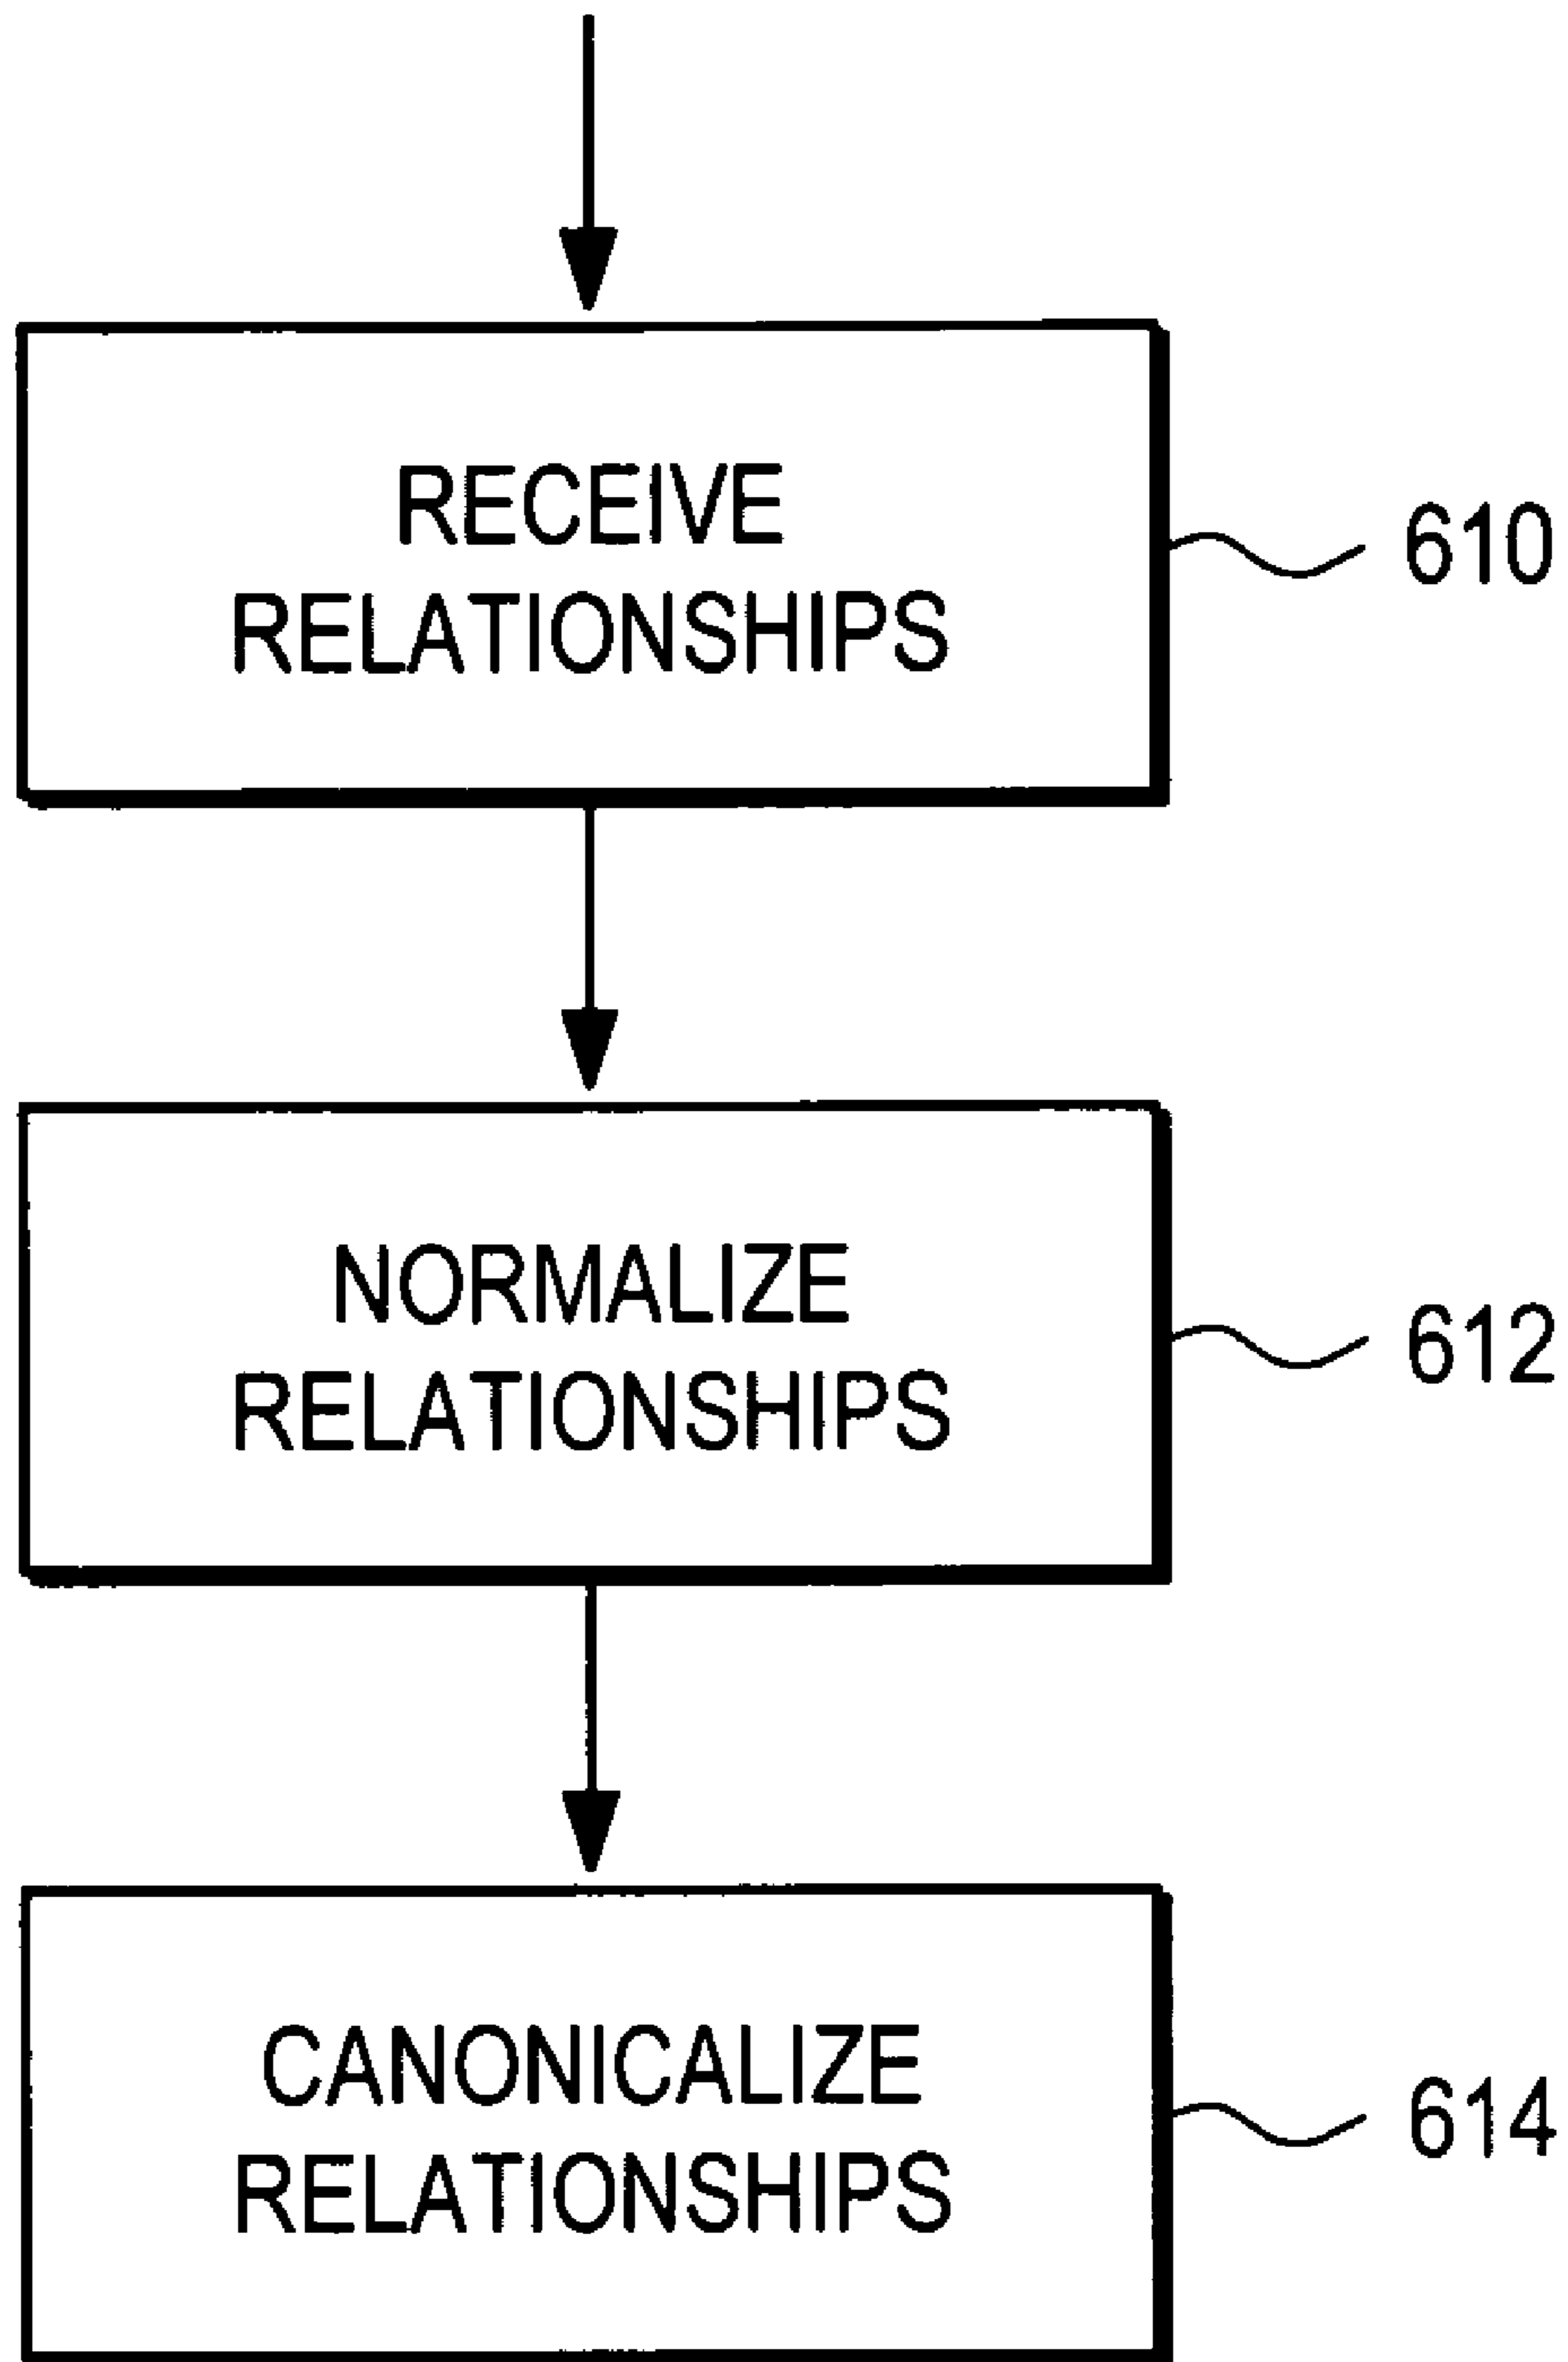 RECEIVE
RELATIONSHIPS
610
NORMALIZE
RELATIONSHIPS
612
CANONICALIZE
RELATIONSHIPS
614